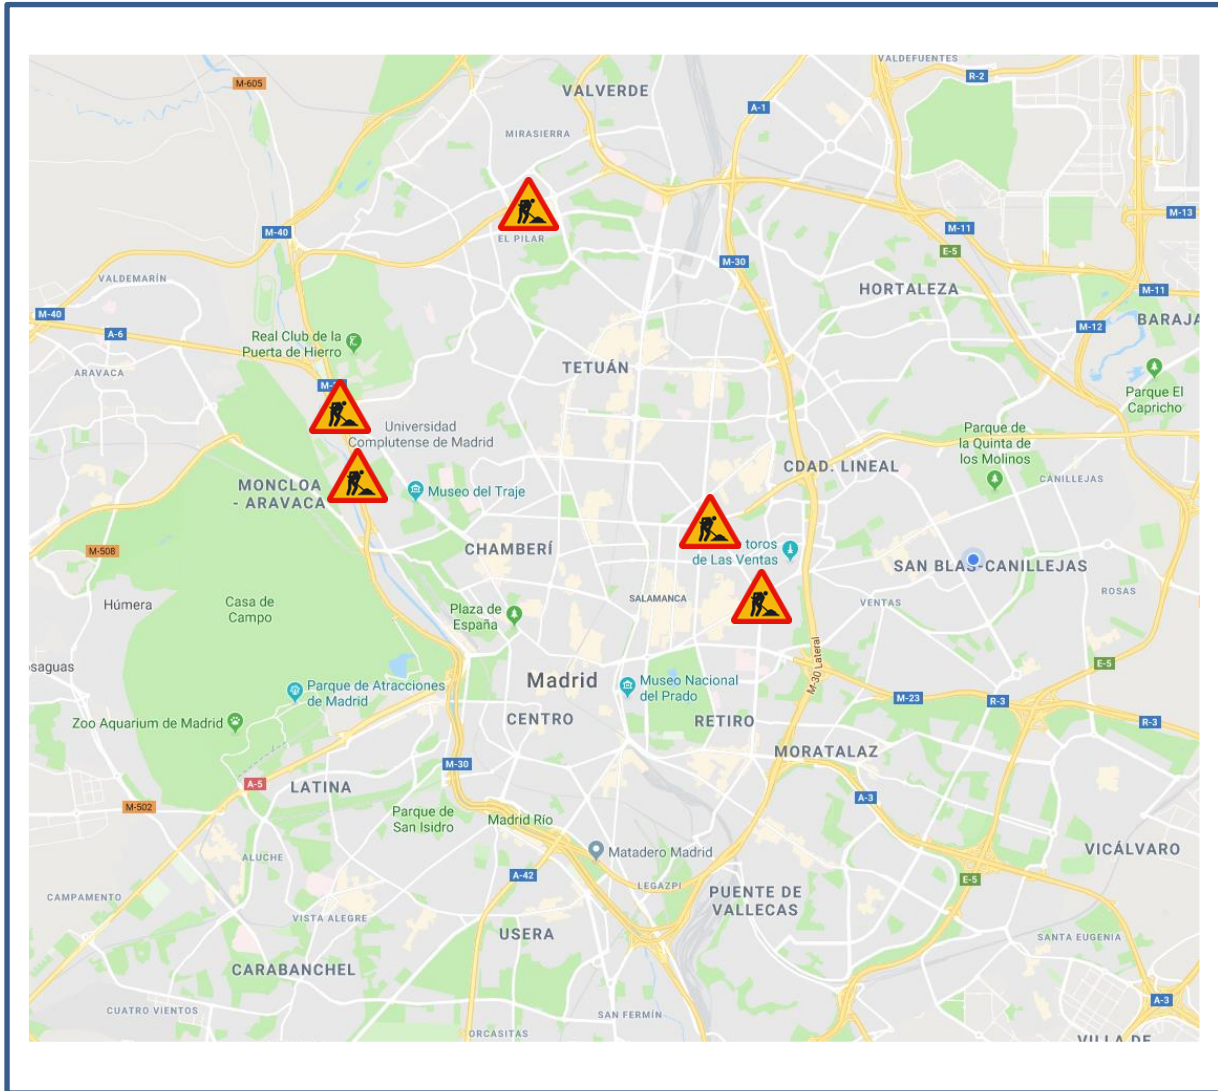 VALDEFUENTES
R-2
M-605
VALVERDE
A-1
MIRASIERRA
M-13
M-11
M-40
EL PILAR
E-5
M-30
VALDEMARÍN
HORTALEZA
M-11
M-40
BARAJA
M-12
A-6
Real Club de la
Puerta de Hierro
TETUÁN
ARAVACA
Parque El
Capricho
Universidad
Complutense de Madrid
Parque de
la Quinta de
los Molinos
CDAD. LINEAL
CANILLEJAS
MONCLOA
- ARAVACA
Museo del Traje
M-508
CHAMBERÍ
toros
de Las Ventas
SAN BLAS-CANILLEJAS
ROSAS
Húmera
Casa de
Campo
Plaza de
España
SALAMANCA
VENTAS
M-30 Lateral
osaguas
E-5
Madrid
Museo Nacional
del Prado
Parque de Atracciones
de Madrid
M-23
R-3
R-3
Zoo Aquarium de Madrid
CENTRO
RETIRO
MORATALAZ
M-30
A-5
LATINA
A-3
M-502
Parque de
San Isidro
Madrid Río
Matadero Madrid
VICÁLVARO
ALUCHE
A-42
LEGAZPI
E-5
CAMPAMENTO
PUENTE DE
VALLECAS
VISTA ALEGRE
USERA
SANTA EUGENIA
CARABANCHEL
A-3
CUATRO VIENTOS
SAN FERMÍN
ORCASITAS
VILLA DE